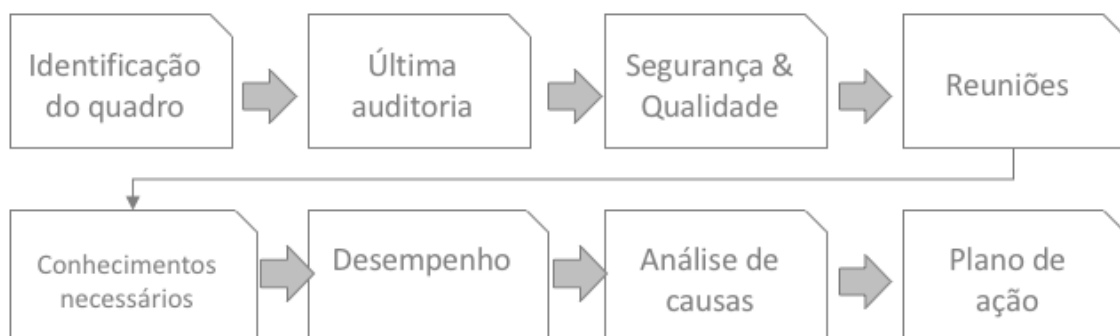 Identificação
do quadro
Última
auditoria
Segurança &
Qualidade
Reuniões
Conhecimentos
necessários
Desempenho
Análise de
causas
Plano de
ação